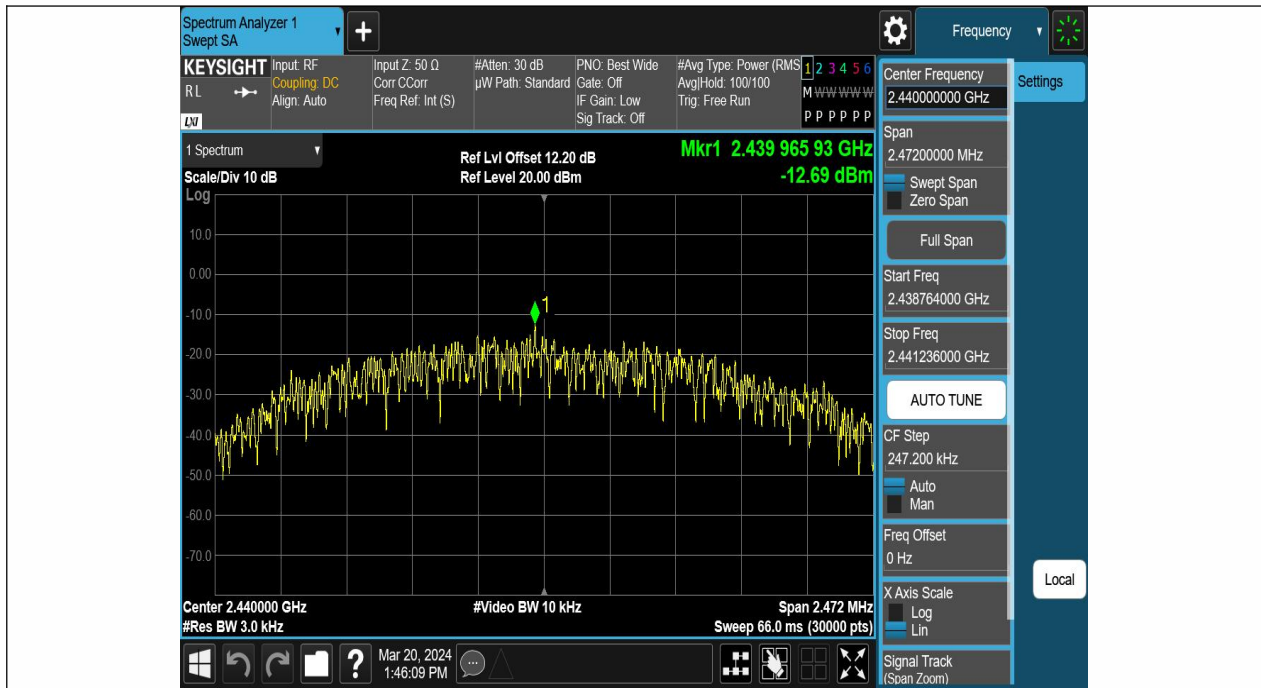 Spectrum Analyzer 1
Swept SA
+
Frequency
KEYSIGHT
RL
LXI
Input: RF
Coupling: DC
Align: Auto
Input Z: 50 Ω
Corr CCorr
Freq Ref: Int (S)
#Atten: 30 dB
µW Path: Standard
PNO: Best Wide
Gate: Off
IF Gain: Low
Sig Track: Off
#Avg Type: Power (RMS
Avg|Hold: 100/100
Trig: Free Run
1 2 3 4 5 6
M W W W W W
P P P P P P
1 Spectrum
Scale/Div 10 dB
Ref Lvl Offset 12.20 dB
Ref Level 20.00 dBm
Mkr1 2.439 965 93 GHz
-12.69 dBm
Log
10.0
0.00
-10.0
-20.0
-30.0
-40.0
-50.0
-60.0
-70.0
1
Center 2.440000 GHz
#Res BW 3.0 kHz
#Video BW 10 kHz
Span 2.472 MHz
Sweep 66.0 ms (30000 pts)
Center Frequency
2.440000000 GHz
Settings
Span
2.47200000 MHz
Swept Span
Zero Span
Full Span
Start Freq
2.438764000 GHz
Stop Freq
2.441236000 GHz
AUTO TUNE
CF Step
247.200 kHz
Auto
Man
Freq Offset
0 Hz
X Axis Scale
Log
Lin
Signal Track
(Span Zoom)
Local
?
Mar 20, 2024
1:46:09 PM